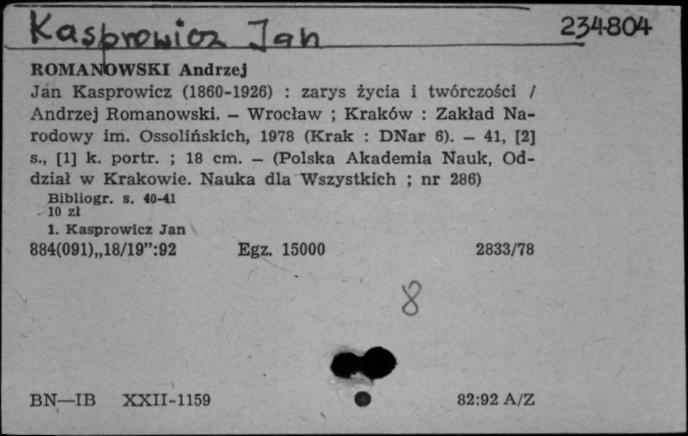 Kasprowicz Jan 234804
ROMANOWSKI Andrzej
Jan Kasprowicz (1860-1926) : zarys życia i twórczości /
Andrzej Romanowski. — Wrocław ; Kraków : Zakład Na-
rodowy im. Ossolińskich, 1978 (Krak : DNar 6). — 41, [2]
s., [1] k. portr. ; 18 cm. — (Polska Akademia Nauk, Od-
dział w Krakowie. Nauka dla Wszystkich ; nr 286)
Bibliogr. s. 40-41
10 zł
1. Kasprowicz Jan
884(091)„18/19”:92 Egz. 15000 2833/78
8
BN—IB XXII-1159 82:92 A/Z